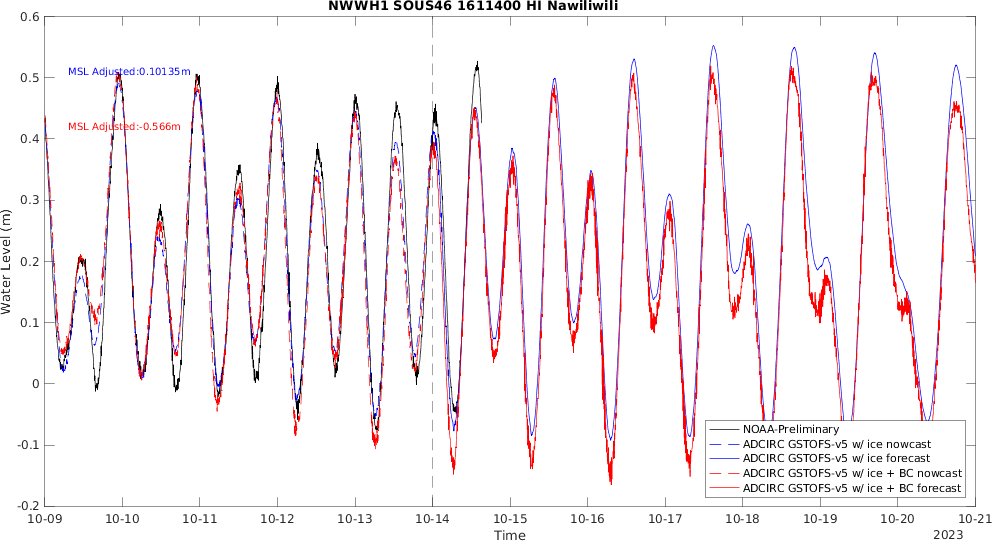 NWWH1 SOUS46 1611400 HI Nawiliwili
0.6
0.5
0.4
0.3
0.2
0.1
0
-0.1
-0.2
Water Level (m)
MSL Adjusted:0.10135m
MSL Adjusted:-0.566m
NOAA-Preliminary
ADCIRC GSTOFS-v5 w/ ice nowcast
ADCIRC GSTOFS-v5 w/ ice forecast
ADCIRC GSTOFS-v5 w/ ice + BC nowcast
ADCIRC GSTOFS-v5 w/ ice + BC forecast
10-09 10-10 10-11 10-12 10-13 10-14 10-15 10-16 10-17 10-18 10-19 10-20 10-21
Time
2023